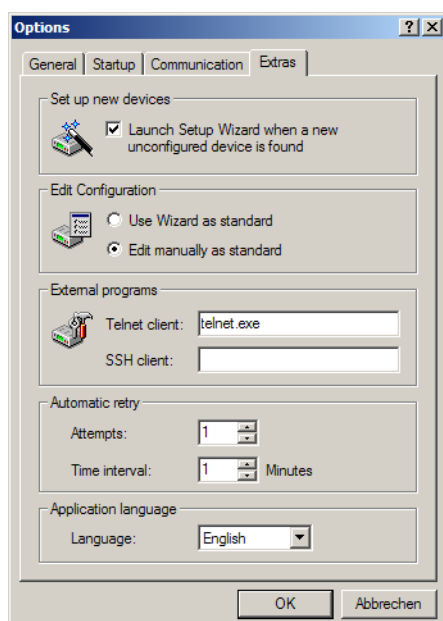 Options
General Startup Communication Extras
Set up new devices
Launch Setup Wizard when a new
unconfigured device is found
Edit Configuration
Use Wizard as standard
Edit manually as standard
External programs
Telnet client: telnet.exe
SSH client:
Automatic retry
Attempts: 1
Time interval: 1 Minutes
Application language
Language: English
OK Abbrechen